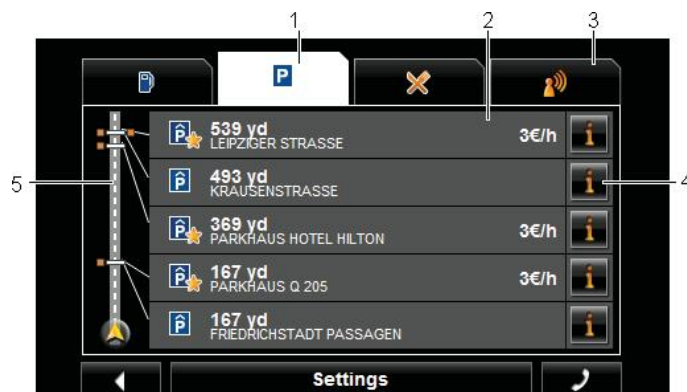 1
2
3
P
539 yd
LEIPZIGER STRASSE
3€/h
i
493 yd
KRAUSENSTRASSE
i
5
4
369 yd
PARKHAUS HOTEL HILTON
3€/h
i
167 yd
PARKHAUS Q 205
3€/h
i
167 yd
FRIEDRICHSTADT PASSAGEN
i
Settings